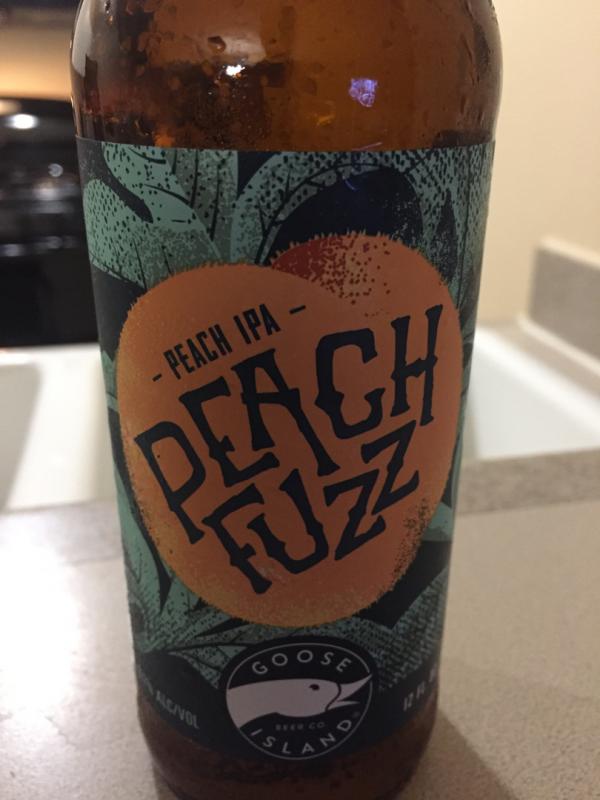 - PEACH IPA -
PEACH
FUZZ
GOOSE
BEER CO.
ISLAND
% ALC/VOL
12 FL